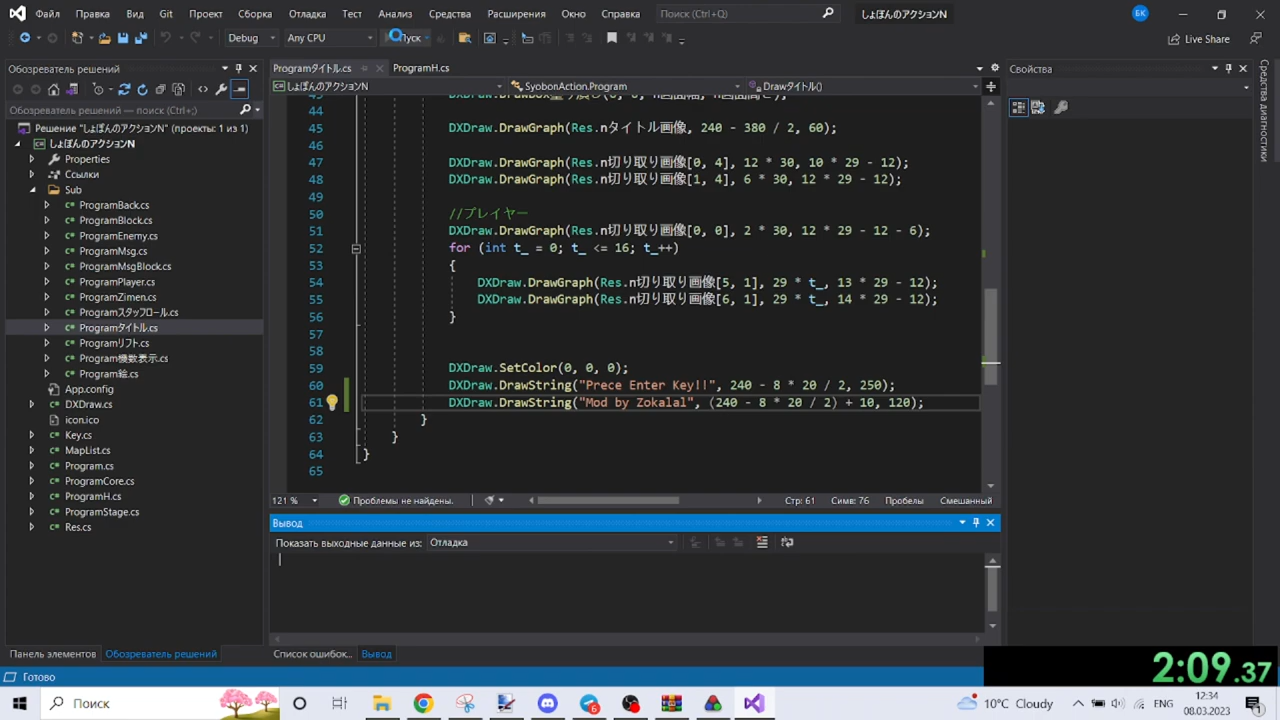 Файл Правка Вид Git Проект Сборка Отладка Тест Анализ Средства Расширения Окно Справка Поиск (Ctrl+Q) しょぼんのアクションN БК
Debug Any CPU Пуск Live Share
Обозреватель решений
Обозреватель решений — поиск (Ctrl+;)
Решение "しょぼんのアクションN" (проекты: 1 из 1)
しょぼんのアクションN
Properties
Ссылки
Sub
ProgramBack.cs
ProgramBlock.cs
ProgramEnemy.cs
ProgramMsg.cs
ProgramMsgBlock.cs
ProgramPlayer.cs
ProgramZimen.cs
Programスタッフロール.cs
Programタイトル.cs
Programリフト.cs
Program機数表示.cs
Program絵.cs
App.config
DXDraw.cs
icon.ico
Key.cs
MapList.cs
Program.cs
ProgramCore.cs
ProgramH.cs
ProgramStage.cs
Res.cs
Панель элементов Обозреватель решений
Programタイトル.cs ProgramH.cs
しょぼんのアクションN SyobonAction.Program Drawタイトル()
44
45 DXDraw.DrawGraph(Res.nタイトル画像, 240 - 380 / 2, 60);
46
47 DXDraw.DrawGraph(Res.n切り取り画像[0, 4], 12 * 30, 10 * 29 - 12);
48 DXDraw.DrawGraph(Res.n切り取り画像[1, 4], 6 * 30, 12 * 29 - 12);
49
50 //プレイヤー
51 DXDraw.DrawGraph(Res.n切り取り画像[0, 0], 2 * 30, 12 * 29 - 12 - 6);
52 for (int t_ = 0; t_ <= 16; t_++)
53 {
54 DXDraw.DrawGraph(Res.n切り取り画像[5, 1], 29 * t_, 13 * 29 - 12);
55 DXDraw.DrawGraph(Res.n切り取り画像[6, 1], 29 * t_, 14 * 29 - 12);
56 }
57
58
59 DXDraw.SetColor(0, 0, 0);
60 DXDraw.DrawString("Prece Enter Key!!", 240 - 8 * 20 / 2, 250);
61 DXDraw.DrawString("Mod by Zokalal", (240 - 8 * 20 / 2) + 10, 120);
62 }
63 }
64 }
65
121 % Проблемы не найдены. Стр: 61 Симв: 76 Пробелы Смешанный
Вывод
Показать выходные данные из: Отладка
Список ошибок... Вывод
Свойства
Средства диагностики
Готово
2:09.37
Поиск 6 10°C Cloudy 12:34
08.03.2023 1